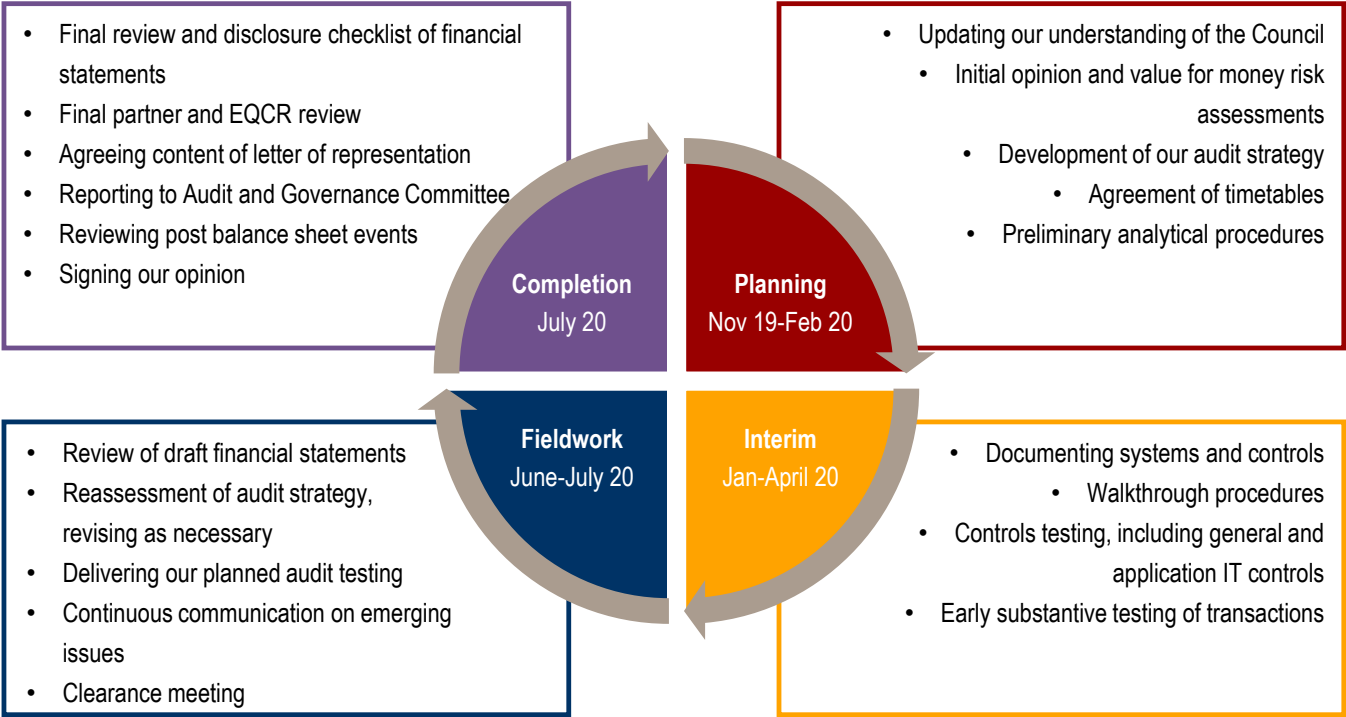 • Final review and disclosure checklist of financial
statements
• Final partner and EQCR review
• Agreeing content of letter of representation
• Reporting to Audit and Governance Committee
• Reviewing post balance sheet events
• Signing our opinion
• Updating our understanding of the Council
• Initial opinion and value for money risk
assessments
• Development of our audit strategy
• Agreement of timetables
• Preliminary analytical procedures
Completion
July 20
Planning
Nov 19-Feb 20
Fieldwork
June-July 20
Interim
Jan-April 20
• Review of draft financial statements
• Reassessment of audit strategy,
revising as necessary
• Delivering our planned audit testing
• Continuous communication on emerging
issues
• Clearance meeting
• Documenting systems and controls
• Walkthrough procedures
• Controls testing, including general and
application IT controls
• Early substantive testing of transactions